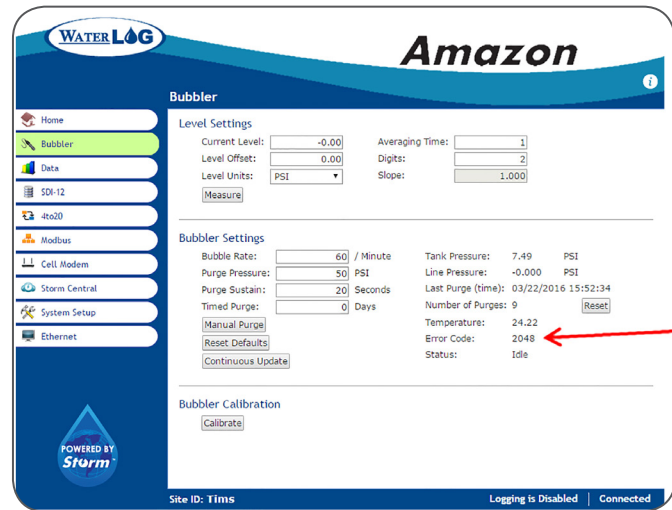 WATERLOG
Amazon
i
Bubbler
Home
Bubbler
Data
SDI-12
4to20
Modbus
Cell Modem
Storm Central
System Setup
Ethernet
POWERED BY
Storm™
Level Settings
Current Level: -0.00 Averaging Time: 1
Level Offset: 0.00 Digits: 2
Level Units: PSI Slope: 1.000
Measure
Bubbler Settings
Bubble Rate: 60 / Minute Tank Pressure: 7.49 PSI
Purge Pressure: 50 PSI Line Pressure: -0.000 PSI
Purge Sustain: 20 Seconds Last Purge (time): 03/22/2016 15:52:34
Timed Purge: 0 Days Number of Purges: 9 Reset
Manual Purge Temperature: 24.22
Reset Defaults Error Code: 2048
Continuous Update Status: Idle
Bubbler Calibration
Calibrate
Site ID: Tims Logging is Disabled | Connected